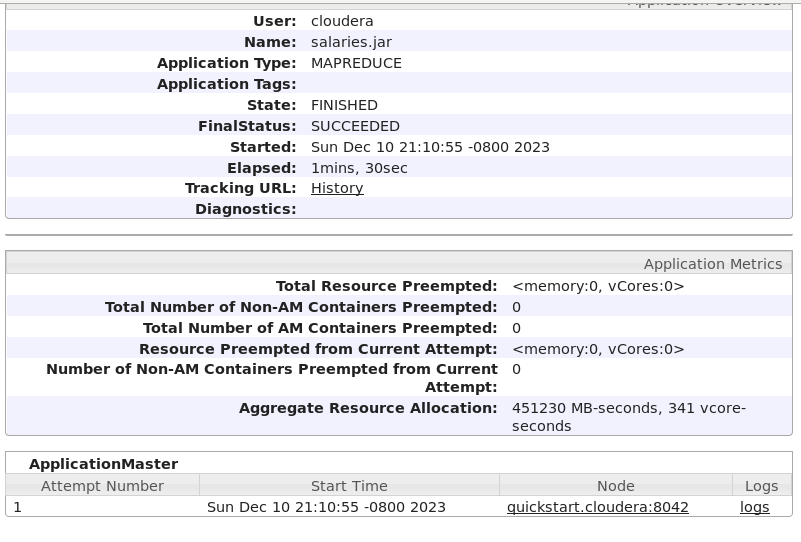 Application Overview
User: cloudera
Name: salaries.jar
Application Type: MAPREDUCE
Application Tags:
State: FINISHED
FinalStatus: SUCCEEDED
Started: Sun Dec 10 21:10:55 -0800 2023
Elapsed: 1mins, 30sec
Tracking URL: History
Diagnostics:
Application Metrics
Total Resource Preempted: <memory:0, vCores:0>
Total Number of Non-AM Containers Preempted: 0
Total Number of AM Containers Preempted: 0
Resource Preempted from Current Attempt: <memory:0, vCores:0>
Number of Non-AM Containers Preempted from Current 0
Attempt:
Aggregate Resource Allocation: 451230 MB-seconds, 341 vcore-
seconds
ApplicationMaster
Attempt Number Start Time Node Logs
1 Sun Dec 10 21:10:55 -0800 2023 quickstart.cloudera:8042 logs